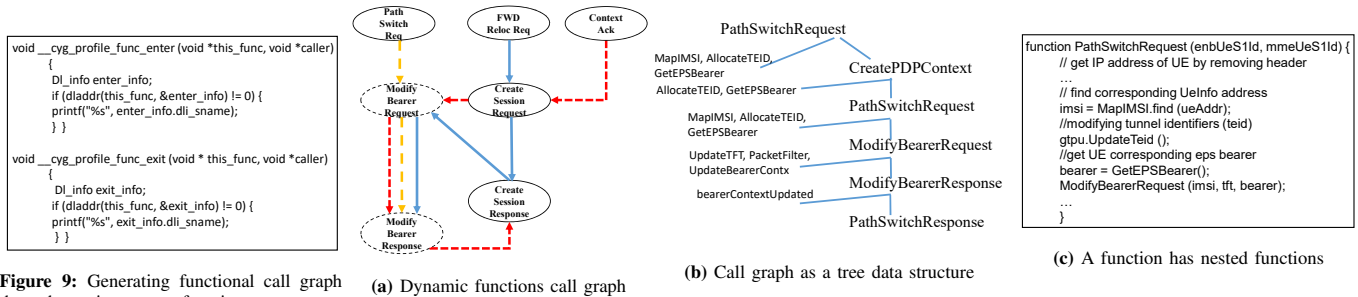 void __cyg_profile_func_enter (void *this_func, void *caller)
{
Dl_info enter_info;
if (dladdr(this_func, &enter_info) != 0) {
printf("%s", enter_info.dli_sname);
} }
void __cyg_profile_func_exit (void * this_func, void *caller)
{
Dl_info exit_info;
if (dladdr(this_func, &exit_info) != 0) {
printf("%s", exit_info.dli_sname);
} }
Figure 9: Generating functional call graph
Path
Switch
Req
FWD
Reloc Req
Context
Ack
Modify
Bearer
Request
Create
Session
Request
Create
Session
Response
Modify
Bearer
Response
(a) Dynamic functions call graph
PathSwitchRequest
MapIMSI, AllocateTEID,
GetEPSBearer
CreatePDPContext
AllocateTEID, GetEPSBearer
PathSwitchRequest
MapIMSI, AllocateTEID,
GetEPSBearer
ModifyBearerRequest
UpdateTFT, PacketFilter,
UpdateBearerContx
ModifyBearerResponse
bearerContextUpdated
PathSwitchResponse
(b) Call graph as a tree data structure
function PathSwitchRequest (enbUeS1Id, mmeUeS1Id) {
// get IP address of UE by removing header
...
// find corresponding UeInfo address
imsi = MapIMSI.find (ueAddr);
//modifying tunnel identifiers (teid)
gtpu.UpdateTeid ();
//get UE corresponding eps bearer
bearer = GetEPSBearer();
ModifyBearerRequest (imsi, tft, bearer);
...
}
(c) A function has nested functions